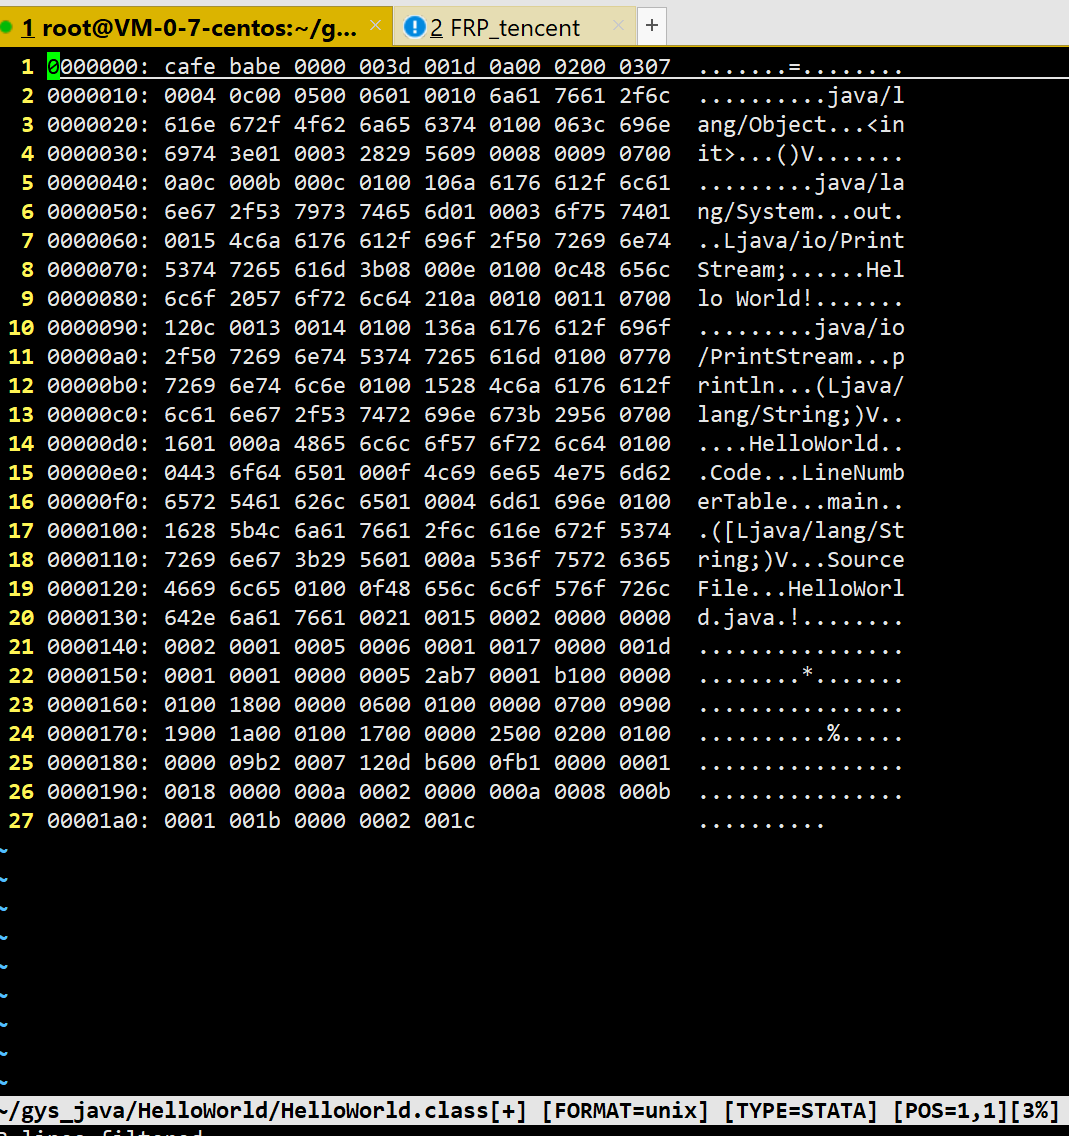 1 root@VM-0-7-centos:~/g... × 2 FRP_tencent × +
1 0000000: cafe babe 0000 003d 001d 0a00 0200 0307 .......=........
2 0000010: 0004 0c00 0500 0601 0010 6a61 7661 2f6c ..........java/l
3 0000020: 616e 672f 4f62 6a65 6374 0100 063c 696e ang/Object...<in
4 0000030: 6974 3e01 0003 2829 5609 0008 0009 0700 it>...()V.......
5 0000040: 0a0c 000b 000c 0100 106a 6176 612f 6c61 .........java/la
6 0000050: 6e67 2f53 7973 7465 6d01 0003 6f75 7401 ng/System...out.
7 0000060: 0015 4c6a 6176 612f 696f 2f50 7269 6e74 ..Ljava/io/Print
8 0000070: 5374 7265 616d 3b08 000e 0100 0c48 656c Stream;......Hel
9 0000080: 6c6f 2057 6f72 6c64 210a 0010 0011 0700 lo World!.......
10 0000090: 120c 0013 0014 0100 136a 6176 612f 696f .........java/io
11 00000a0: 2f50 7269 6e74 5374 7265 616d 0100 0770 /PrintStream...p
12 00000b0: 7269 6e74 6c6e 0100 1528 4c6a 6176 612f rintln...(Ljava/
13 00000c0: 6c61 6e67 2f53 7472 696e 673b 2956 0700 lang/String;)V..
14 00000d0: 1601 000a 4865 6c6c 6f57 6f72 6c64 0100 ....HelloWorld..
15 00000e0: 0443 6f64 6501 000f 4c69 6e65 4e75 6d62 .Code...LineNumb
16 00000f0: 6572 5461 626c 6501 0004 6d61 696e 0100 erTable...main..
17 0000100: 1628 5b4c 6a61 7661 2f6c 616e 672f 5374 .([Ljava/lang/St
18 0000110: 7269 6e67 3b29 5601 000a 536f 7572 6365 ring;)V...Source
19 0000120: 4669 6c65 0100 0f48 656c 6c6f 576f 726c File...HelloWorl
20 0000130: 642e 6a61 7661 0021 0015 0002 0000 0000 d.java.!........
21 0000140: 0002 0001 0005 0006 0001 0017 0000 001d ................
22 0000150: 0001 0001 0000 0005 2ab7 0001 b100 0000 ........*.......
23 0000160: 0100 1800 0000 0600 0100 0000 0700 0900 ................
24 0000170: 1900 1a00 0100 1700 0000 2500 0200 0100 ..........%.....
25 0000180: 0000 09b2 0007 120d b600 0fb1 0000 0001 ................
26 0000190: 0018 0000 000a 0002 0000 000a 0008 000b ................
27 00001a0: 0001 001b 0000 0002 001c ..........
~
~
~
~
~
~
~
~
~
~/gys_java/HelloWorld/HelloWorld.class[+] [FORMAT=unix] [TYPE=STATA] [POS=1,1][3%]
lines filtered